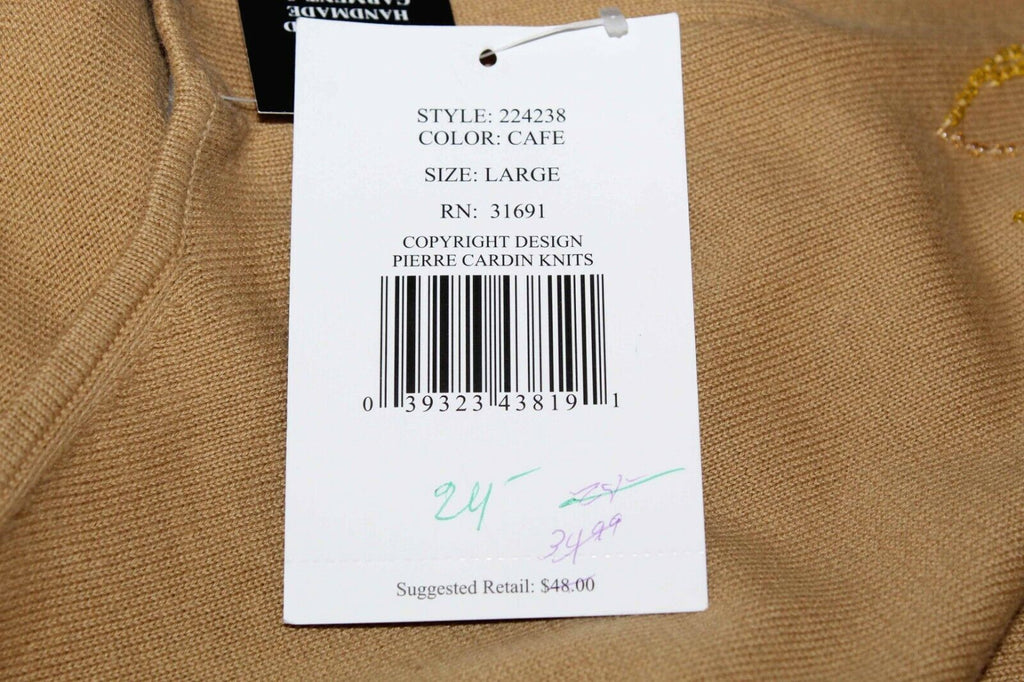 HANDMADE
GARMENT
STYLE: 224238
COLOR: CAFE
SIZE: LARGE
RN: 31691
COPYRIGHT DESIGN
PIERRE CARDIN KNITS
0 39323 43819 1
24-
34.99
Suggested Retail: $48.00